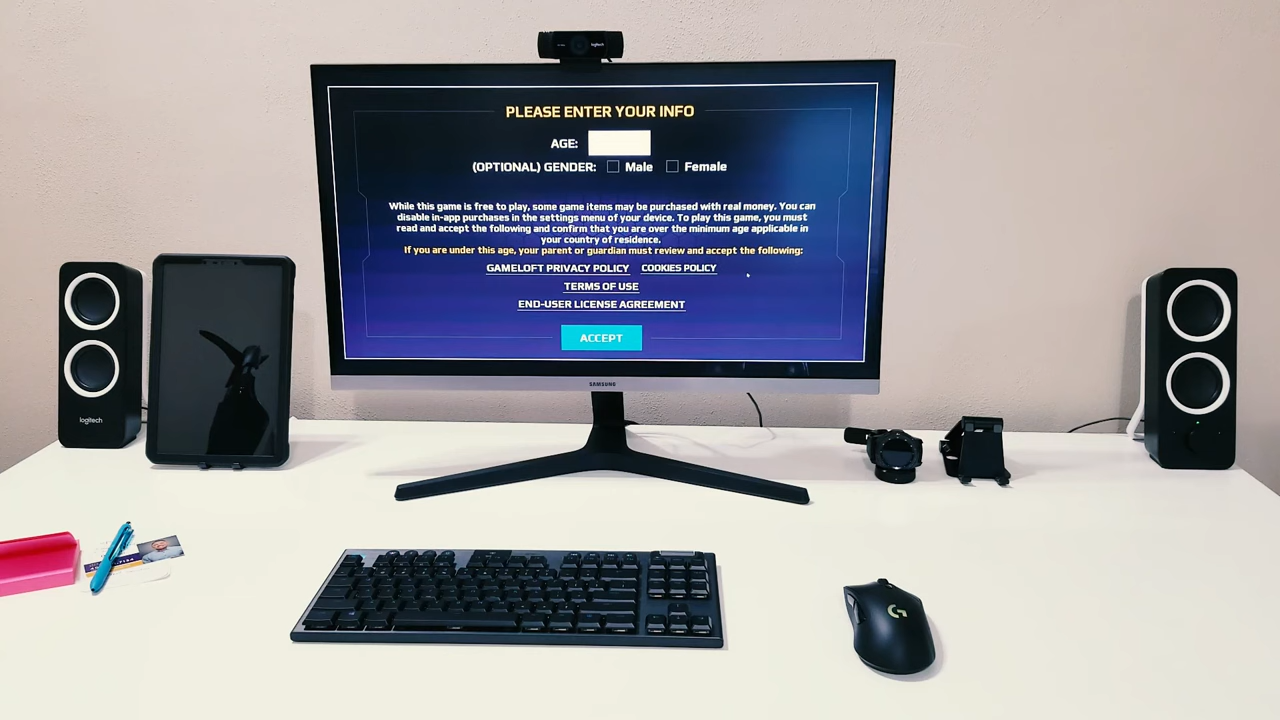 logitech
PLEASE ENTER YOUR INFO
AGE:
(OPTIONAL) GENDER: Male Female
While this game is free to play, some game items may be purchased with real money. You can
disable in-app purchases in the settings menu of your device. To play this game, you must
read and accept the following and confirm that you are over the minimum age applicable in
your country of residence.
If you are under this age, your parent or guardian must review and accept the following:
GAMELOFT PRIVACY POLICY COOKIES POLICY
TERMS OF USE
END-USER LICENSE AGREEMENT
ACCEPT
SAMSUNG
logitech
G